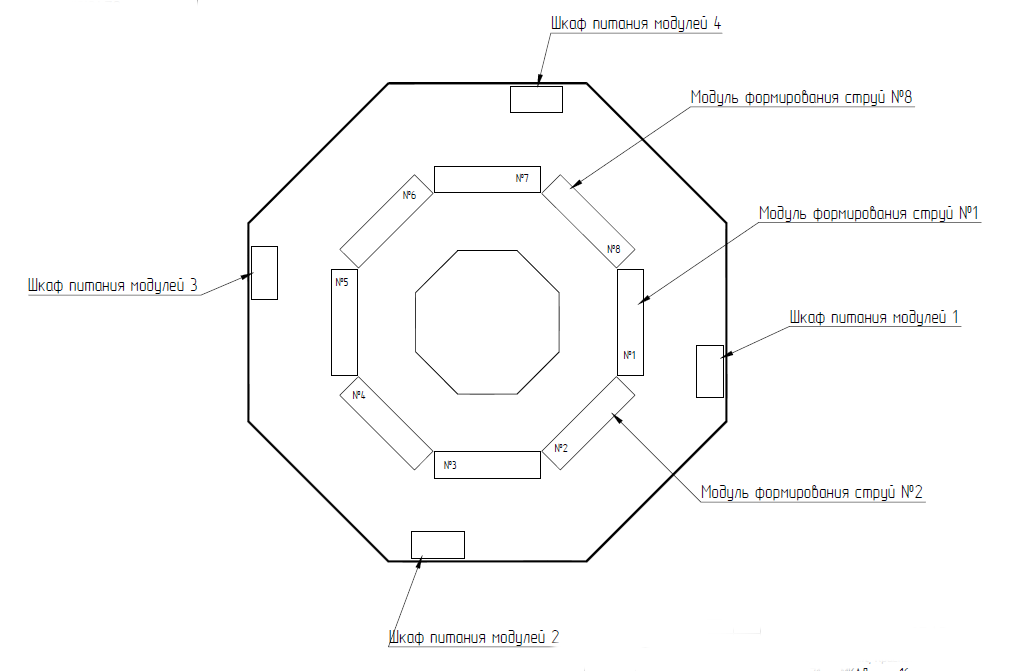 Шкаф питания модулей 4
Модуль формирования струй №8
№7
№6
№8
Модуль формирования струй №1
№5
Шкаф питания модулей 3
Шкаф питания модулей 1
№1
№4
№2
№3
Модуль формирования струй №2
Шкаф питания модулей 2